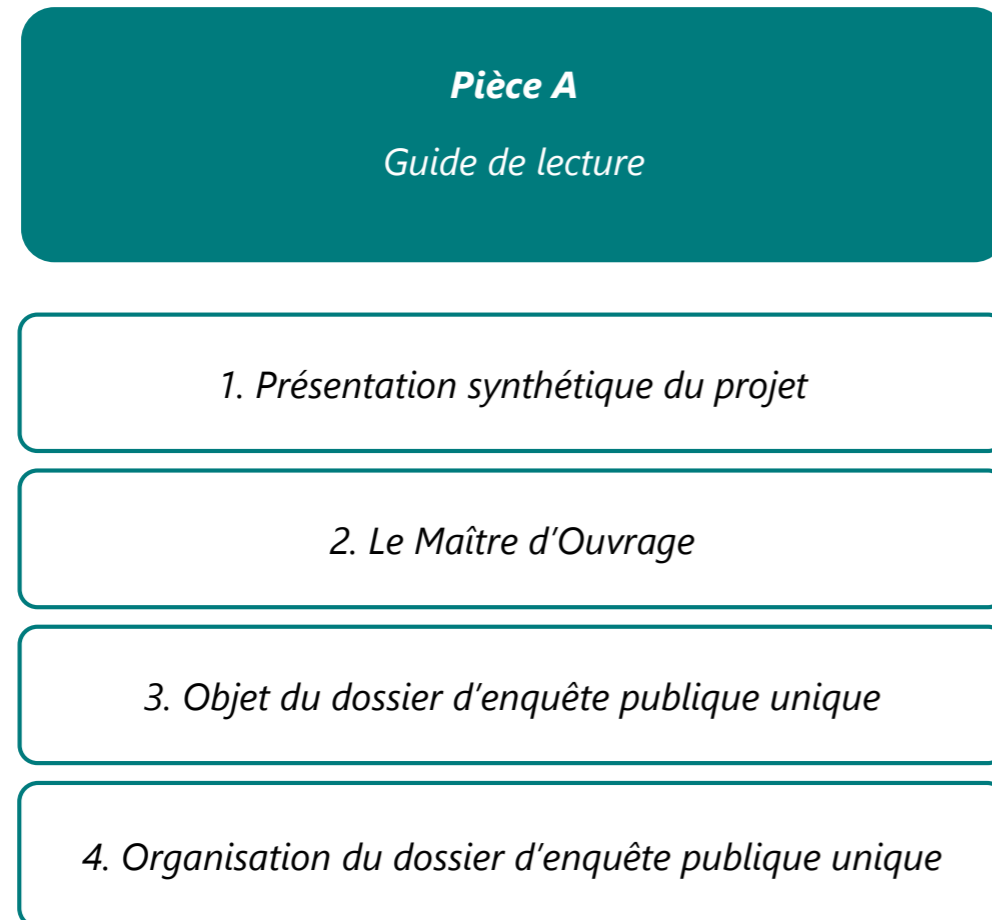 Pièce A
Guide de lecture
1. Présentation synthétique du projet
2. Le Maître d’Ouvrage
3. Objet du dossier d’enquête publique unique
4. Organisation du dossier d’enquête publique unique